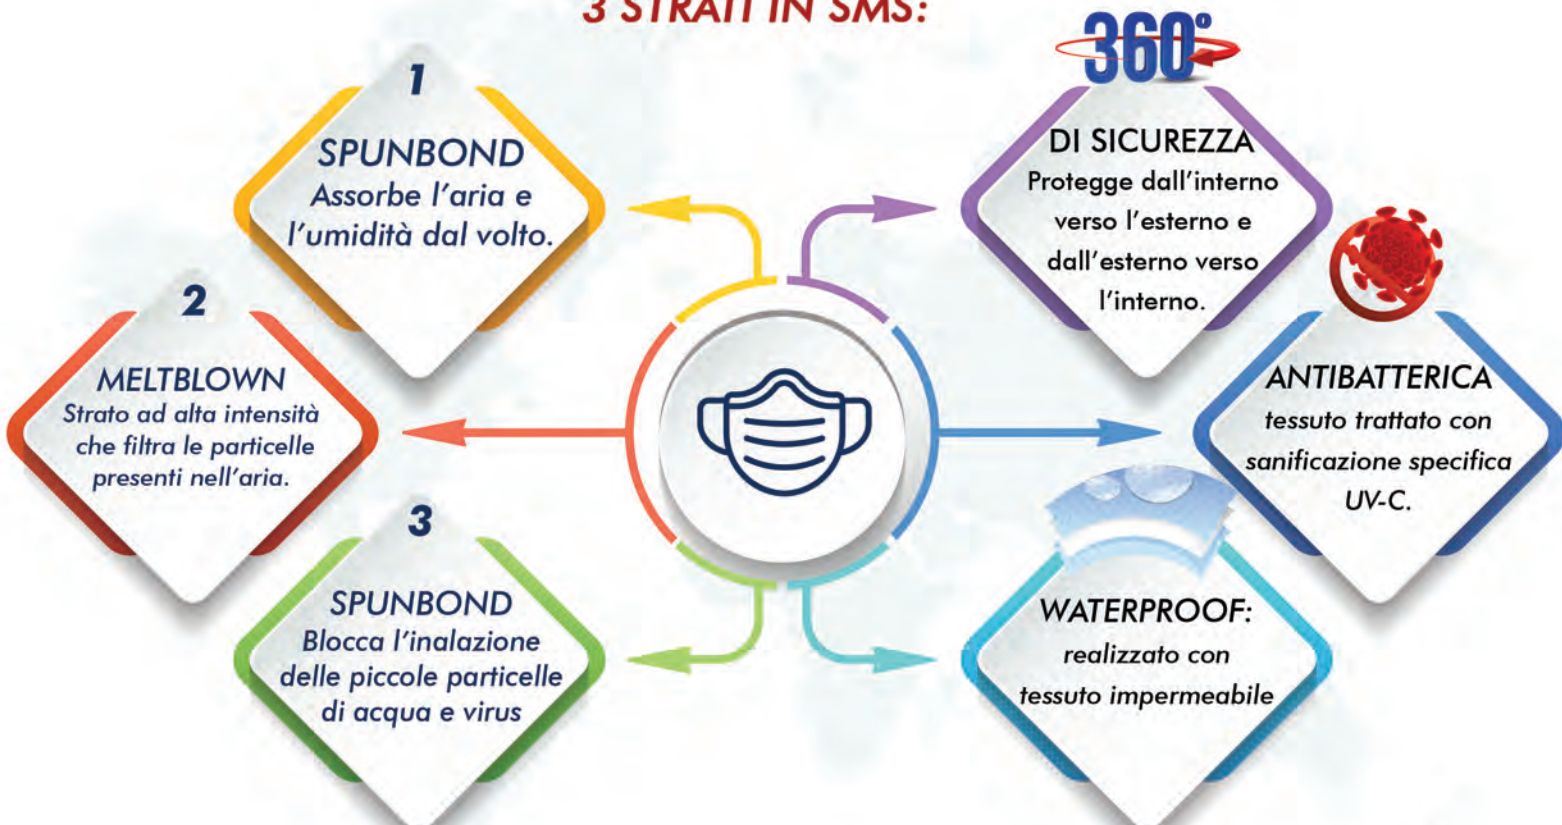 3 STRATI IN SMS:
1
SPUNBOND
Assorbe l'aria e
l'umidità dal volto.
2
MELTBLOWN
Strato ad alta intensità
che filtra le particelle
presenti nell'aria.
3
SPUNBOND
Blocca l'inalazione
delle piccole particelle
di acqua e virus
360°
DI SICUREZZA
Protegge dall'interno
verso l'esterno e
dall'esterno verso
l'interno.
ANTIBATTERICA
tessuto trattato con
sanificazione specifica
UV-C.
WATERPROOF:
realizzato con
tessuto impermeabile